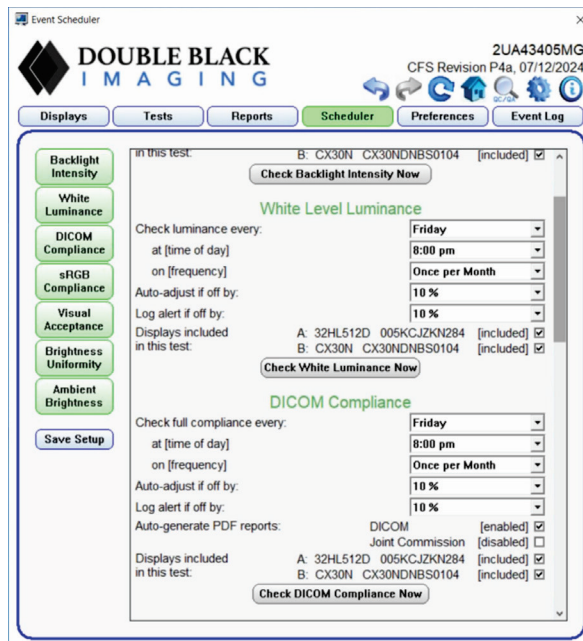 Event Scheduler
DOUBLE BLACK
IMAGING
2UA43405MG
CFS Revision P4a, 07/12/2024
QC/QA
Displays
Tests
Reports
Scheduler
Preferences
Event Log
Backlight
Intensity
White
Luminance
DICOM
Compliance
sRGB
Compliance
Visual
Acceptance
Brightness
Uniformity
Ambient
Brightness
Save Setup
in this test: B: CX30N CX30NDNBS0104 [included]
Check Backlight Intensity Now
White Level Luminance
Check luminance every: Friday
at [time of day] 8:00 pm
on [frequency] Once per Month
Auto-adjust if off by: 10 %
Log alert if off by: 10 %
Displays included A: 32HL512D 005KCJZKN284 [included]
in this test: B: CX30N CX30NDNBS0104 [included]
Check White Luminance Now
DICOM Compliance
Check full compliance every: Friday
at [time of day] 8:00 pm
on [frequency] Once per Month
Auto-adjust if off by: 10 %
Log alert if off by: 10 %
Auto-generate PDF reports: DICOM [enabled]
Joint Commission [disabled]
Displays included A: 32HL512D 005KCJZKN284 [included]
in this test: B: CX30N CX30NDNBS0104 [included]
Check DICOM Compliance Now